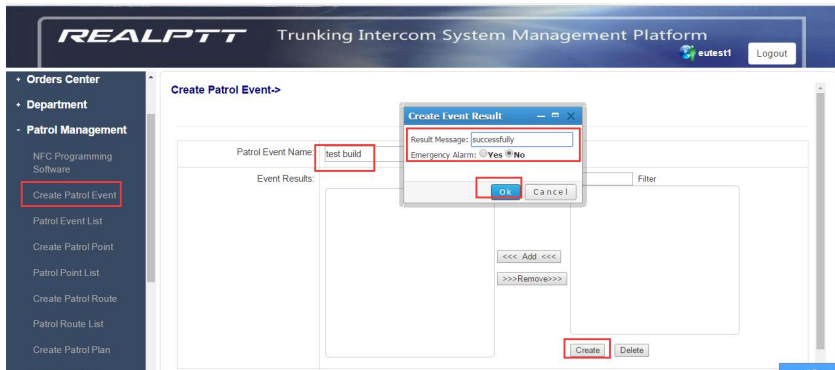 REALPTT Trunking Intercom System Management Platform
eutest1 Logout
+ Orders Center
+ Department
- Patrol Management
NFC Programming
Software
Create Patrol Event
Patrol Event List
Create Patrol Point
Patrol Point List
Create Patrol Route
Patrol Route List
Create Patrol Plan
Create Patrol Event->
Patrol Event Name: test build
Event Results:
Filter
<<< Add <<<
>>>Remove>>>
Create Delete
Create Event Result
Result Message: successfully
Emergency Alarm: Yes No
Ok Cancel